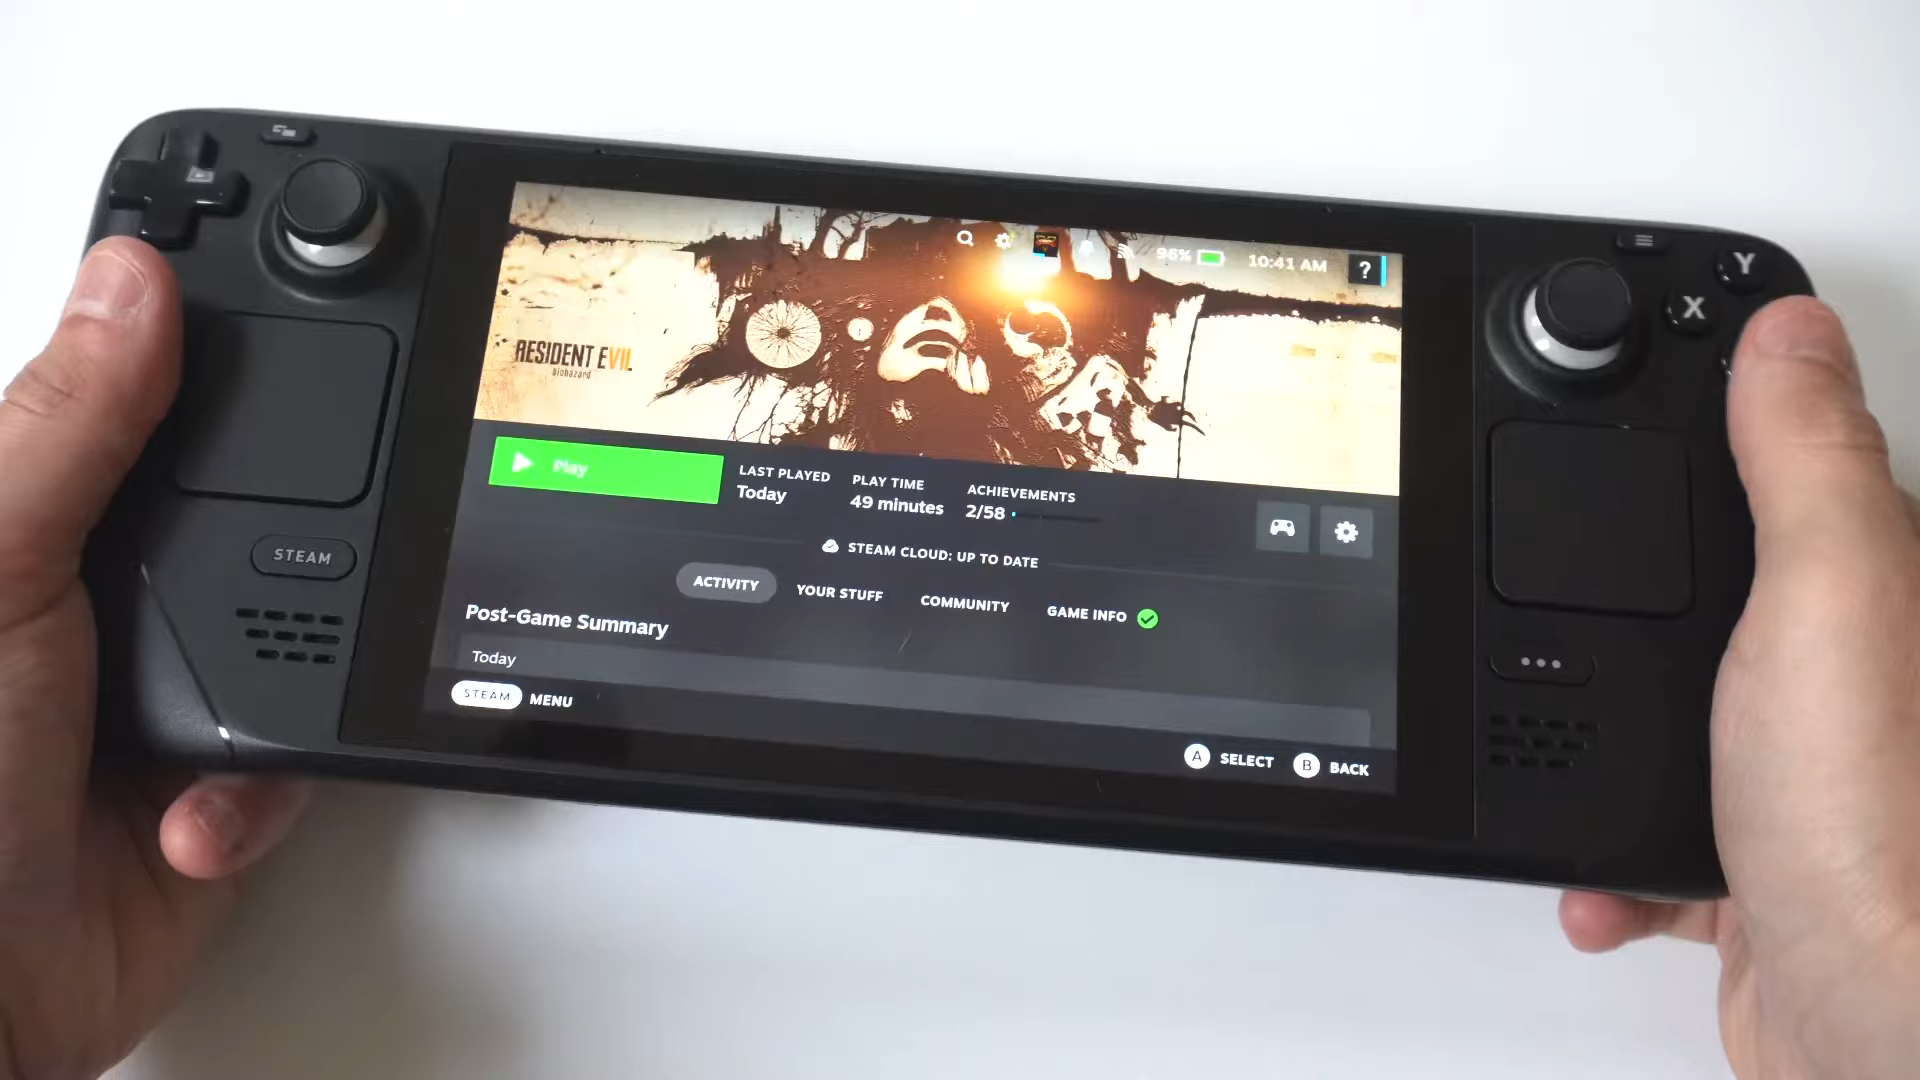 96% 10:41 AM ?
RESIDENT EVII
biohazard
Play
LAST PLAYED
Today
PLAY TIME
49 minutes
ACHIEVEMENTS
2/58
STEAM CLOUD: UP TO DATE
ACTIVITY YOUR STUFF COMMUNITY GAME INFO
Post-Game Summary
Today
STEAM MENU
A SELECT B BACK
STEAM
Y
X